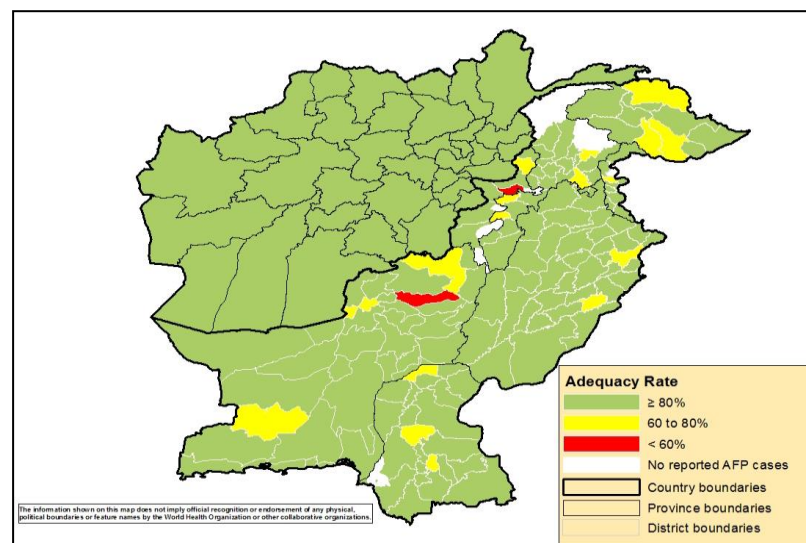 Adequacy Rate
≥ 80%
60 to 80%
< 60%
No reported AFP cases
Country boundaries
Province boundaries
District boundaries
The information shown on this map does not imply official recognition or endorsement of any physical,
political boundaries or feature names by the World Health Organization or other collaborative organizations.